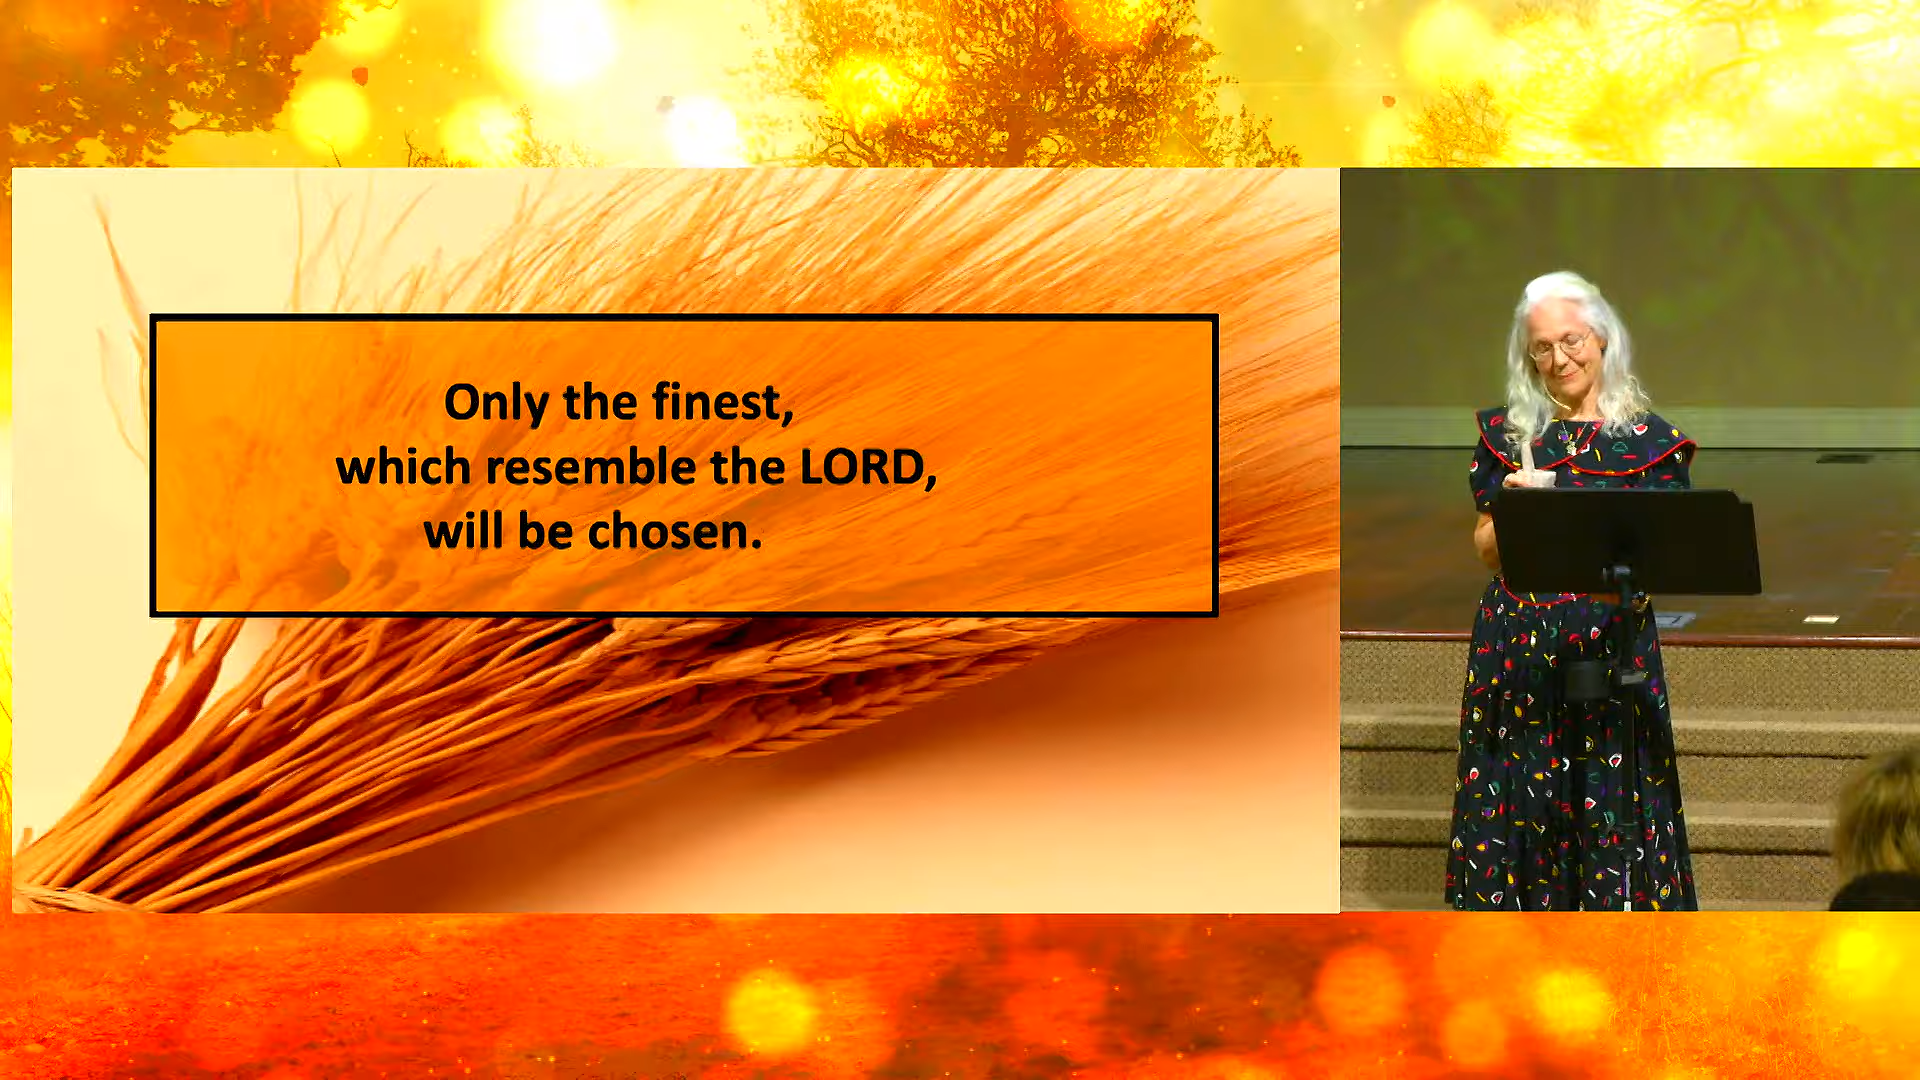 Only the finest,
which resemble the LORD,
will be chosen.